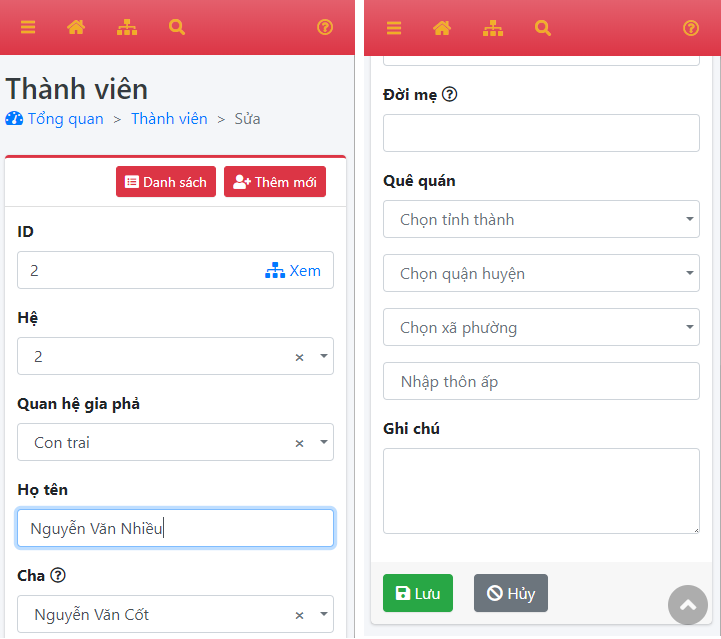 Thành viên
Tổng quan > Thành viên > Sửa
Danh sách Thêm mới
ID
2 Xem
Hệ
2 ×
Quan hệ gia phả
Con trai ×
Họ tên
Nguyễn Văn Nhiều
Cha ?
Nguyễn Văn Cốt ×
Đời mẹ ?
Quê quán
Chọn tỉnh thành
Chọn quận huyện
Chọn xã phường
Nhập thôn ấp
Ghi chú
Lưu Hủy